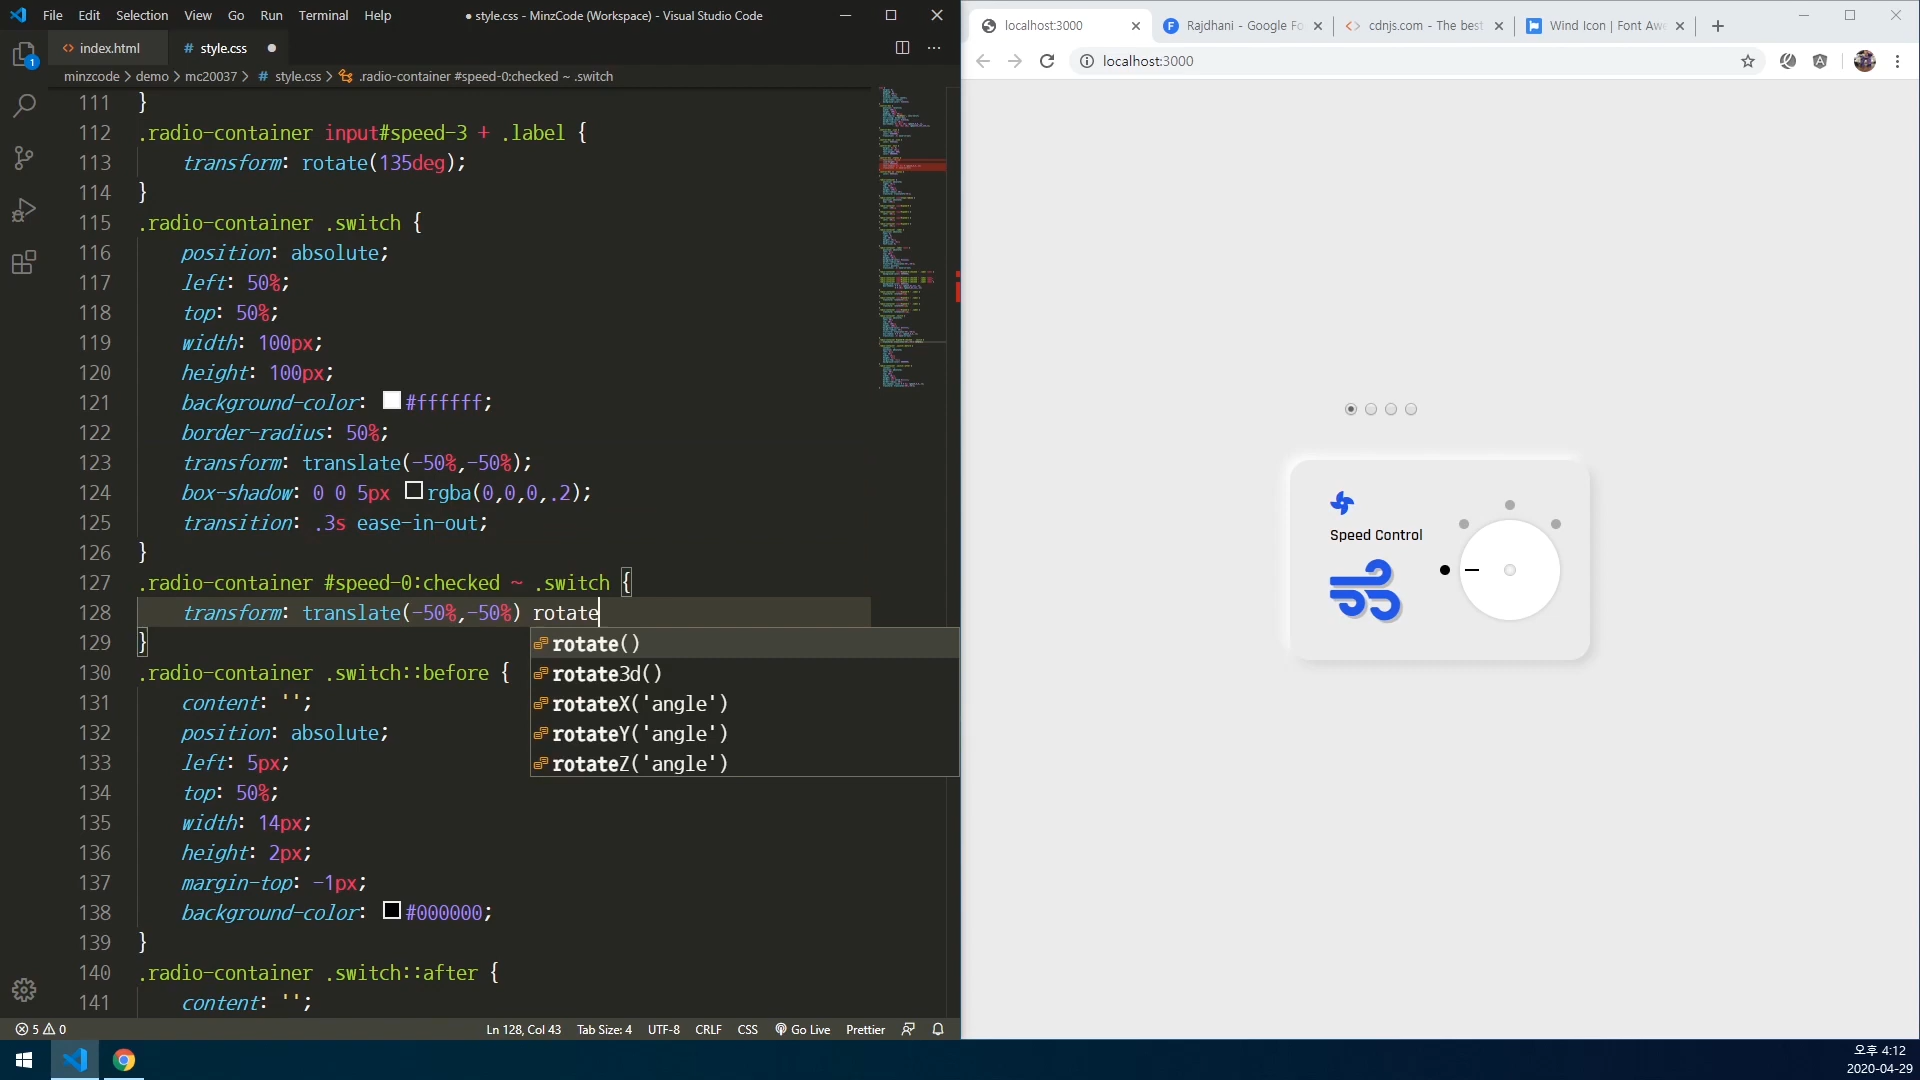 File Edit Selection View Go Run Terminal Help
● style.css - MinzCode (Workspace) - Visual Studio Code
<> index.html # style.css ●
minzcode > demo > mc20037 > # style.css > .radio-container #speed-0:checked ~ .switch
1
111 }
112 .radio-container input#speed-3 + .label {
113 transform: rotate(135deg);
114 }
115 .radio-container .switch {
116 position: absolute;
117 left: 50%;
118 top: 50%;
119 width: 100px;
120 height: 100px;
121 background-color: #ffffff;
122 border-radius: 50%;
123 transform: translate(-50%,-50%);
124 box-shadow: 0 0 5px rgba(0,0,0,.2);
125 transition: .3s ease-in-out;
126 }
127 .radio-container #speed-0:checked ~ .switch {
128 transform: translate(-50%,-50%) rotate
129 }
130 .radio-container .switch::before {
131 content: '';
132 position: absolute;
133 left: 5px;
134 top: 50%;
135 width: 14px;
136 height: 2px;
137 margin-top: -1px;
138 background-color: #000000;
139 }
140 .radio-container .switch::after {
141 content: '';
rotate()
rotate3d()
rotateX('angle')
rotateY('angle')
rotateZ('angle')
5 0
Ln 128, Col 43 Tab Size: 4 UTF-8 CRLF CSS Go Live Prettier
localhost:3000
Rajdhani - Google Fo
cdnjs.com - The best
Wind Icon | Font Awe
localhost:3000
Speed Control
오후 4:12
2020-04-29